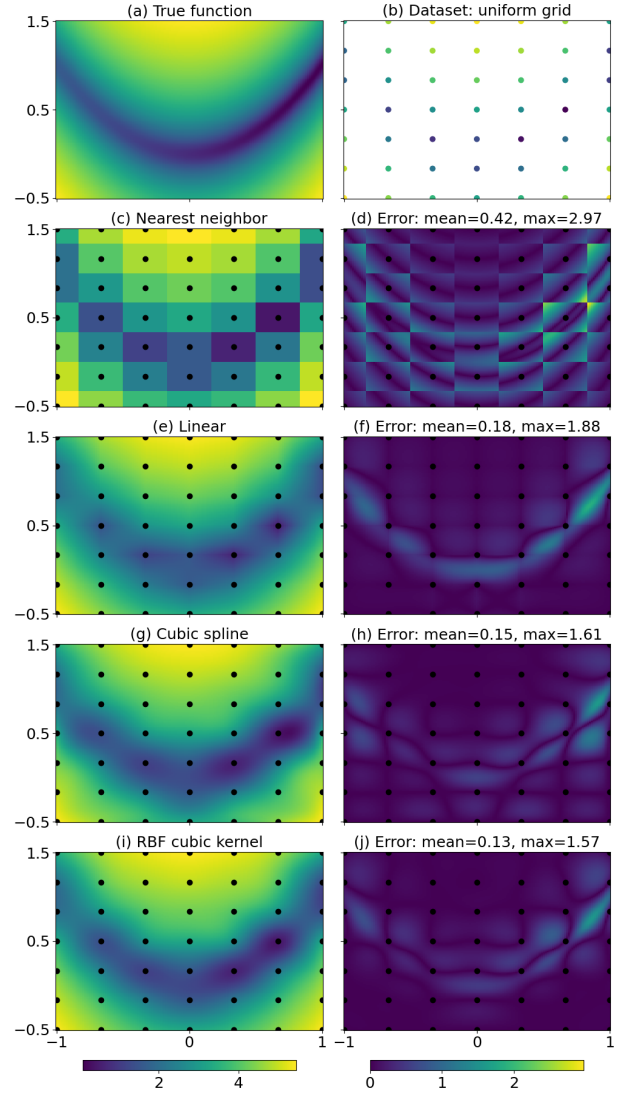 (a) True function
(b) Dataset: uniform grid
1.5
0.5
−0.5
(c) Nearest neighbor
(d) Error: mean=0.42, max=2.97
1.5
0.5
−0.5
(e) Linear
(f) Error: mean=0.18, max=1.88
1.5
0.5
−0.5
(g) Cubic spline
(h) Error: mean=0.15, max=1.61
1.5
0.5
−0.5
(i) RBF cubic kernel
(j) Error: mean=0.13, max=1.57
1.5
0.5
−0.5
−1 0 1 −1 0 1
2 4 0 2